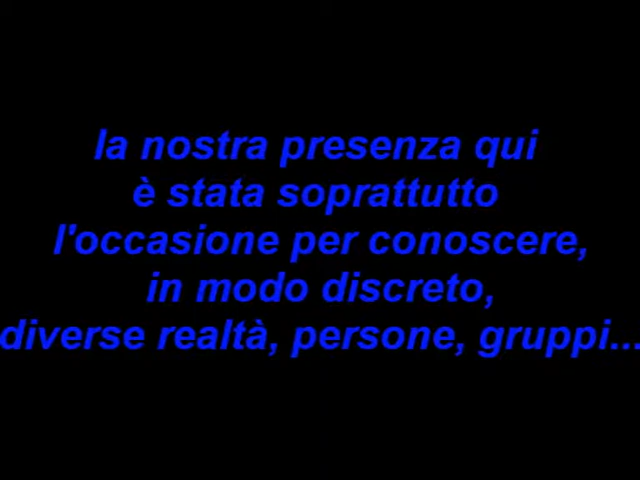 la nostra presenza qui
è stata soprattutto
l'occasione per conoscere,
in modo discreto,
diverse realtà, persone, gruppi...